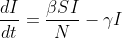 dI/dt = βSI/N − γI